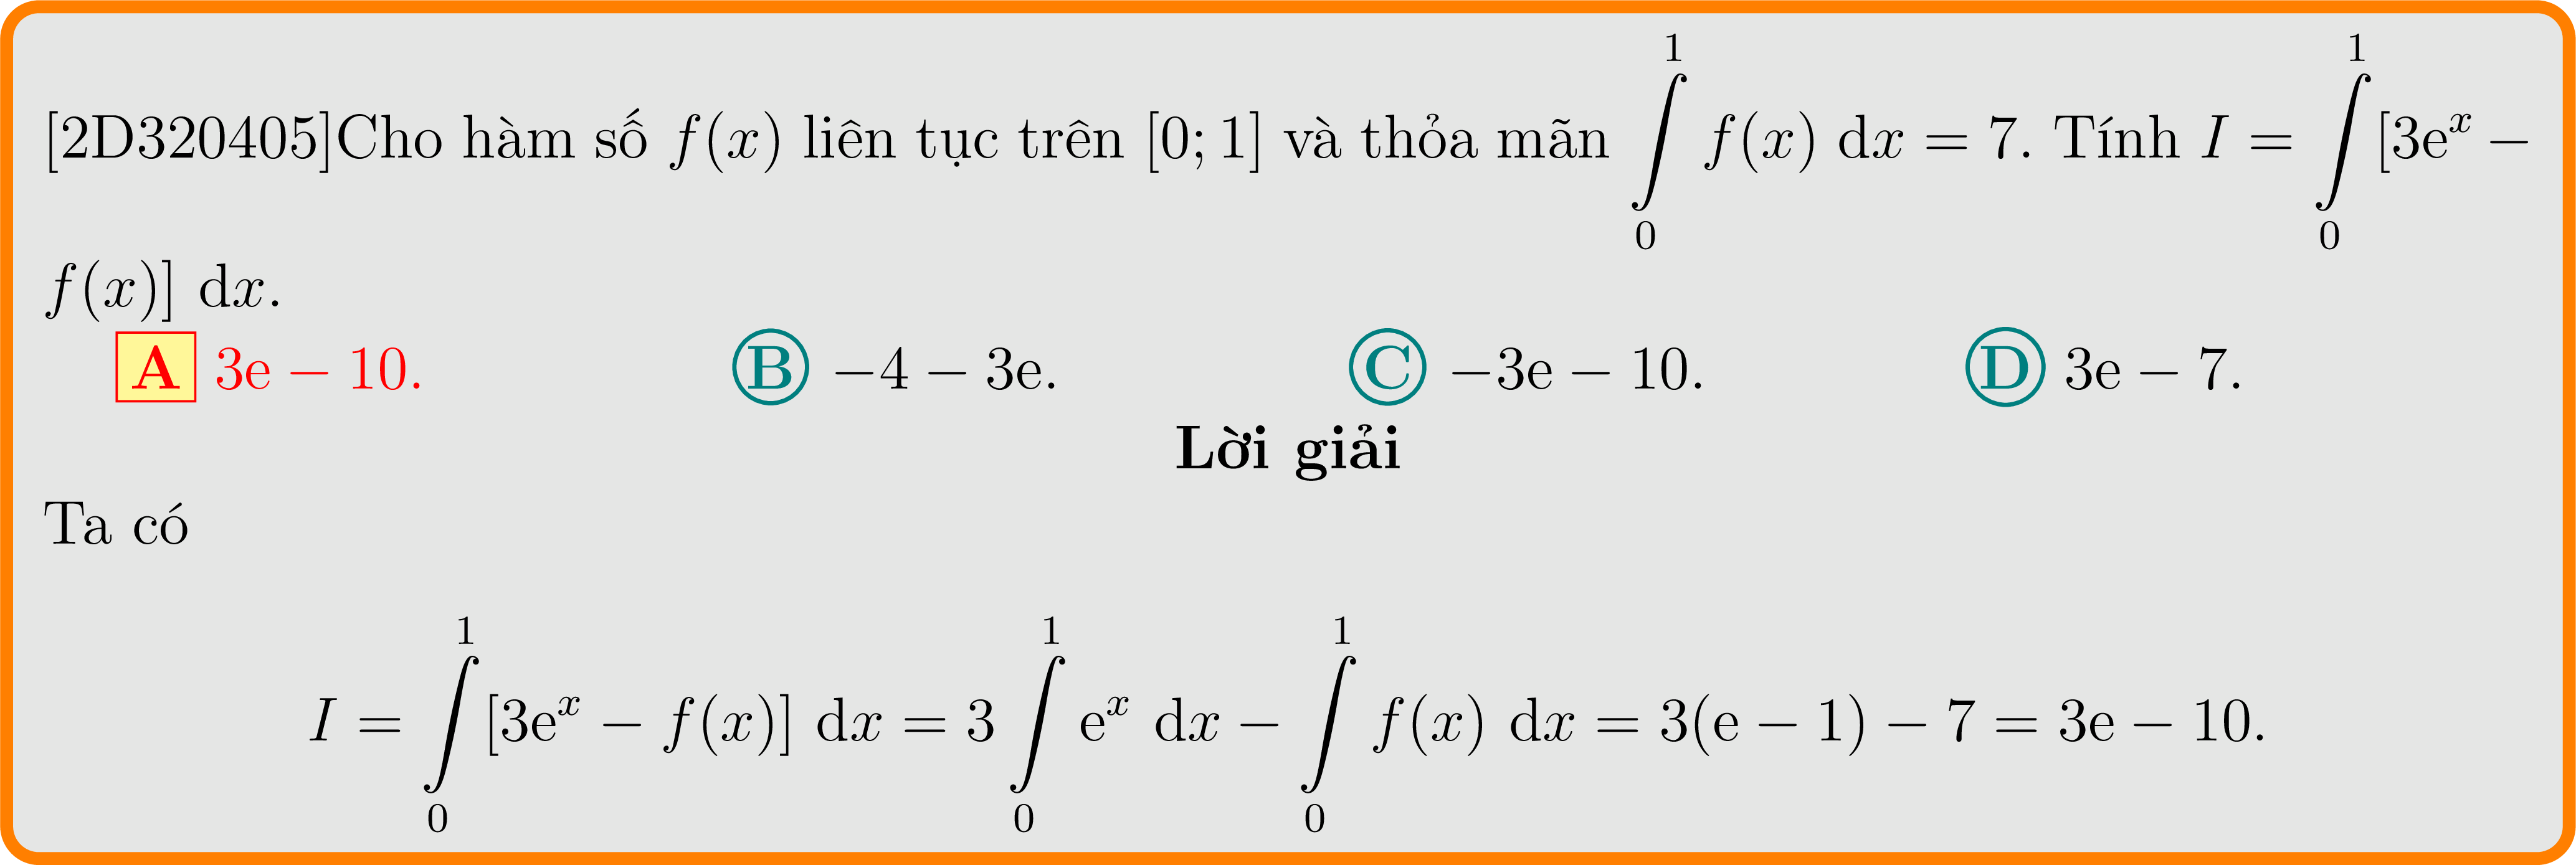 [2D320405]Cho hàm số $f(x)$ liên tục trên $[0;1]$ và thỏa mãn $\int\limits_0^1 f(x)\ \mathrm{d}x = 7$. Tính $I = \int\limits_0^1 [3\mathrm{e}^x -$
$f(x)]\ \mathrm{d}x$.
A $3\mathrm{e} - 10$. B $-4 - 3\mathrm{e}$. C $-3\mathrm{e} - 10$. D $3\mathrm{e} - 7$.
Lời giải
Ta có
$I = \int\limits_0^1 [3\mathrm{e}^x - f(x)]\ \mathrm{d}x = 3\int\limits_0^1 \mathrm{e}^x\ \mathrm{d}x - \int\limits_0^1 f(x)\ \mathrm{d}x = 3(\mathrm{e} - 1) - 7 = 3\mathrm{e} - 10.$